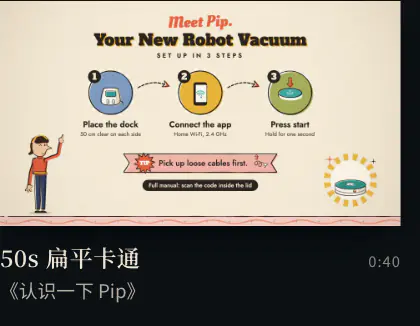 Meet Pip.
Your New Robot Vacuum
SET UP IN 3 STEPS
1
2
3
Place the dock
Connect the app
Press start
50 cm clear on each side
Home Wi-Fi, 2.4 GHz
Hold for one second
TIP
Pick up loose cables first.
Full manual: scan the code inside the lid
50s 扁平卡通
0:40
《认识一下 Pip》